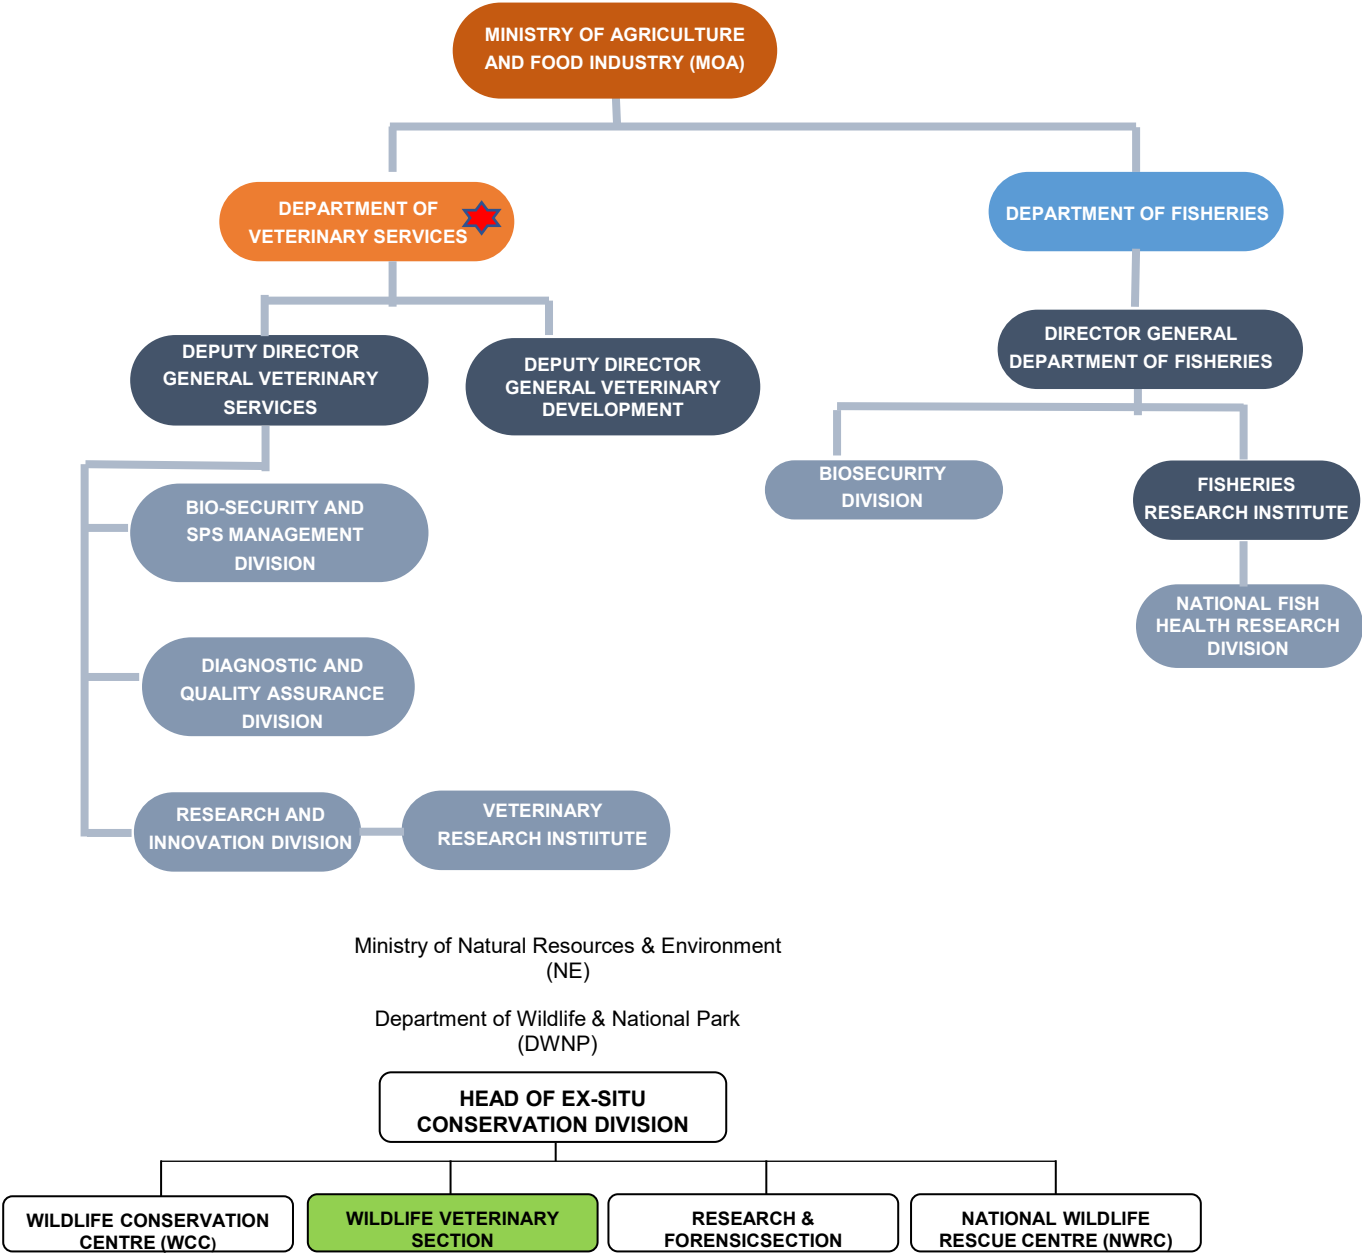 MINISTRY OF AGRICULTURE
AND FOOD INDUSTRY (MOA)
DEPARTMENT OF
VETERINARY SERVICES
DEPARTMENT OF FISHERIES
DEPUTY DIRECTOR
GENERAL VETERINARY
SERVICES
DEPUTY DIRECTOR
GENERAL VETERINARY
DEVELOPMENT
DIRECTOR GENERAL
DEPARTMENT OF FISHERIES
BIO-SECURITY AND
SPS MANAGEMENT
DIVISION
BIOSECURITY
DIVISION
FISHERIES
RESEARCH INSTITUTE
DIAGNOSTIC AND
QUALITY ASSURANCE
DIVISION
NATIONAL FISH
HEALTH RESEARCH
DIVISION
RESEARCH AND
INNOVATION DIVISION
VETERINARY
RESEARCH INSTIITUTE
Ministry of Natural Resources & Environment
(NE)
Department of Wildlife & National Park
(DWNP)
HEAD OF EX-SITU
CONSERVATION DIVISION
WILDLIFE CONSERVATION
CENTRE (WCC)
WILDLIFE VETERINARY
SECTION
RESEARCH &
FORENSICSECTION
NATIONAL WILDLIFE
RESCUE CENTRE (NWRC)